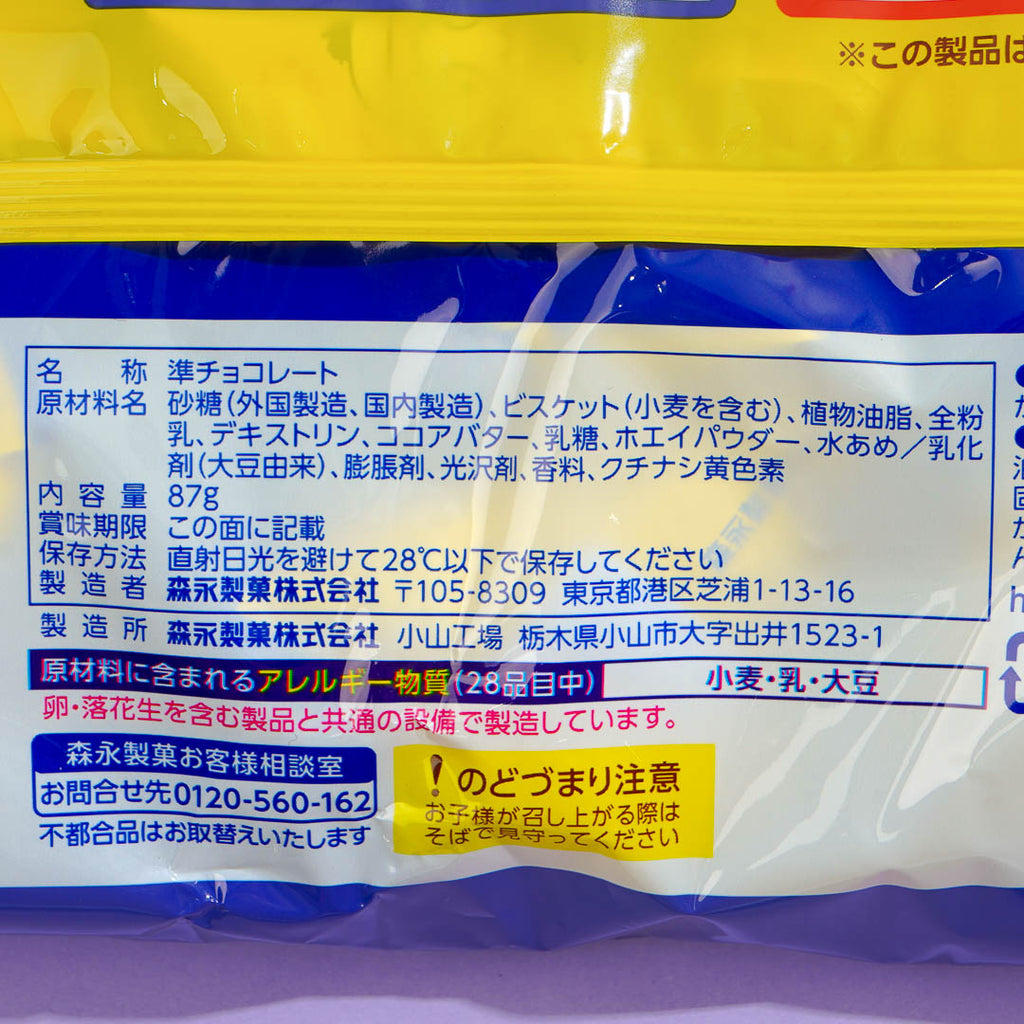 ※この製品は
名称 準チョコレート
原材料名 砂糖(外国製造、国内製造)、ビスケット(小麦を含む)、植物油脂、全粉
乳、デキストリン、ココアバター、乳糖、ホエイパウダー、水あめ/乳化
剤(大豆由来)、膨脹剤、光沢剤、香料、クチナシ黄色素
内容量 87g
賞味期限 この面に記載
保存方法 直射日光を避けて28℃以下で保存してください
製造者 森永製菓株式会社 〒105-8309 東京都港区芝浦1-13-16
製造所 森永製菓株式会社 小山工場 栃木県小山市大字出井1523-1
原材料に含まれるアレルギー物質(28品目中) 小麦・乳・大豆
卵・落花生を含む製品と共通の設備で製造しています。
森永製菓お客様相談室
お問合せ先0120-560-162
不都合品はお取替えいたします
! のどづまり注意
お子様が召し上がる際は
そばで見守ってください